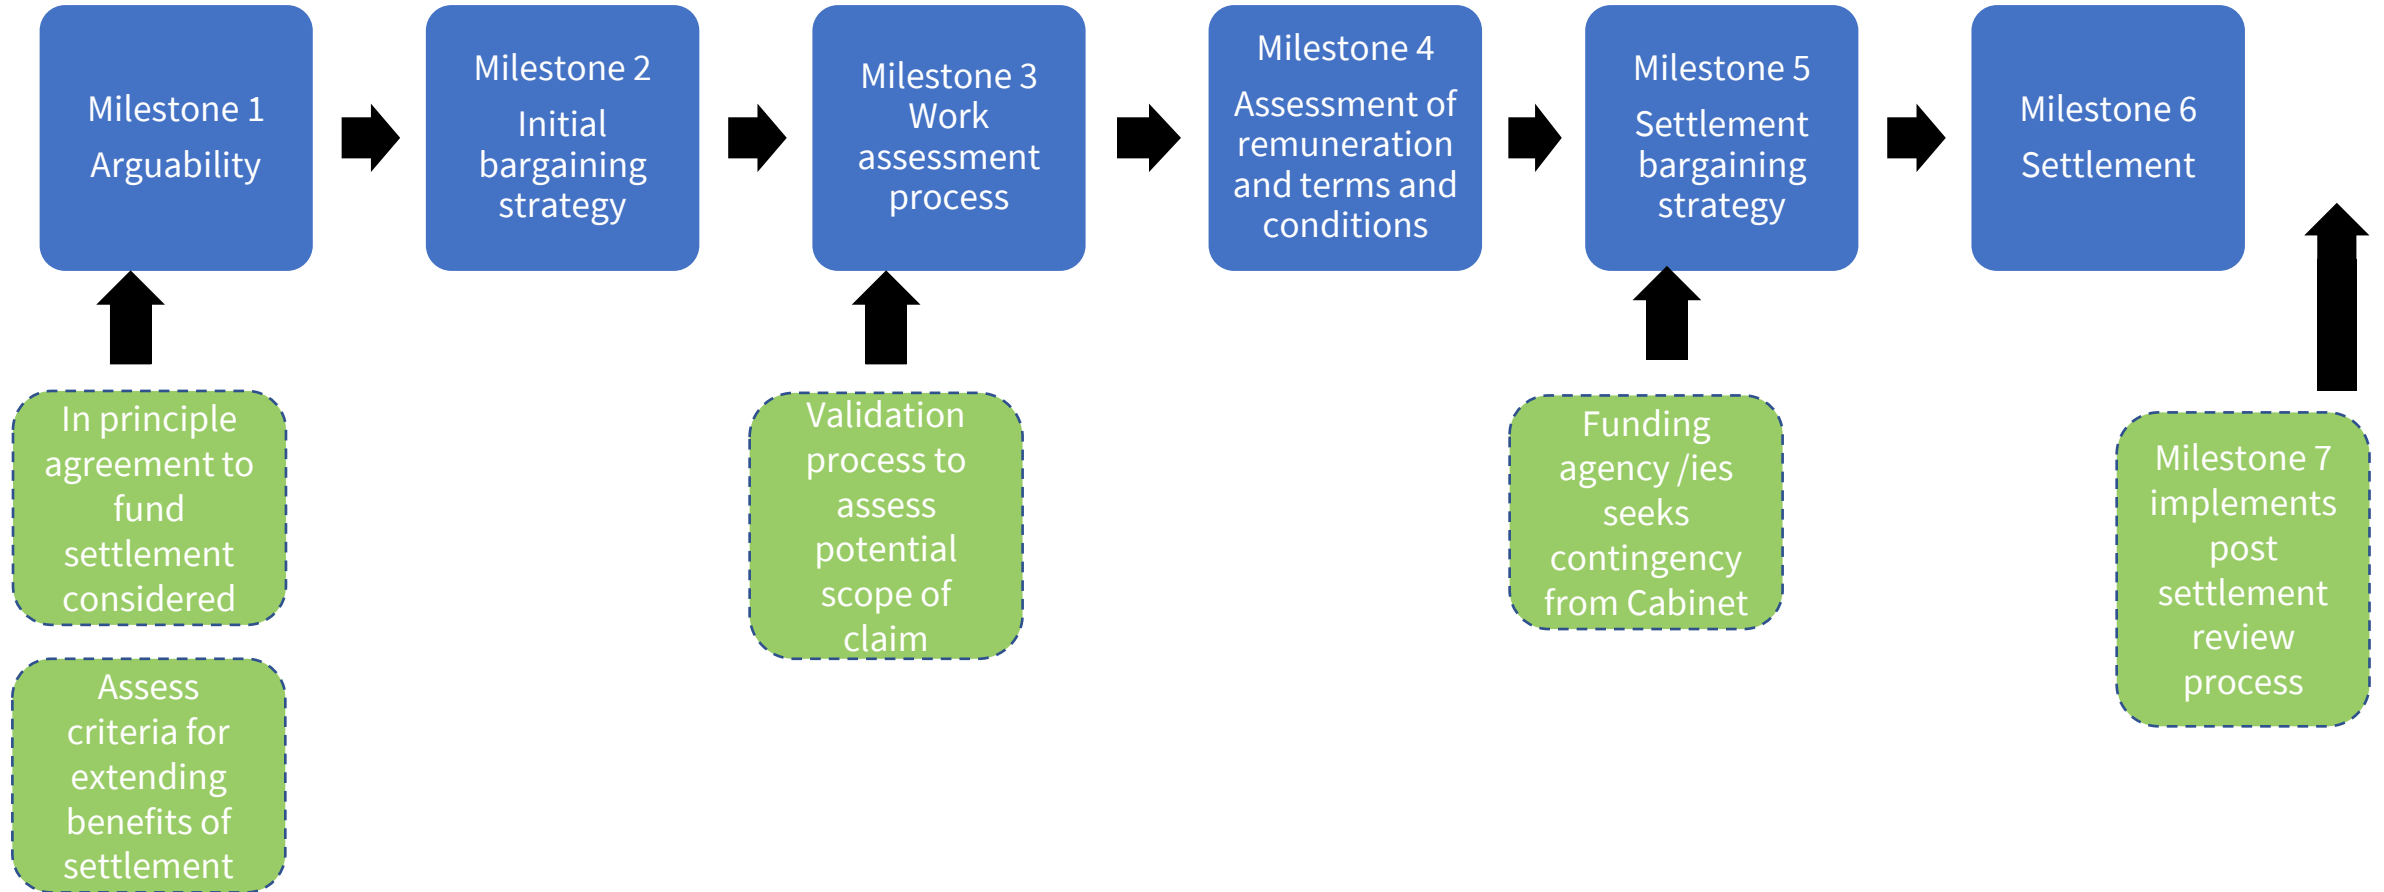 Milestone 1
Arguability
Milestone 2
Initial
bargaining
strategy
Milestone 3
Work
assessment
process
Milestone 4
Assessment of
remuneration
and terms and
conditions
Milestone 5
Settlement
bargaining
strategy
Milestone 6
Settlement
In principle
agreement to
fund
settlement
considered
Assess
criteria for
extending
benefits of
settlement
Validation
process to
assess
potential
scope of
claim
Funding
agency /ies
seeks
contingency
from Cabinet
Milestone 7
implements
post
settlement
review
process